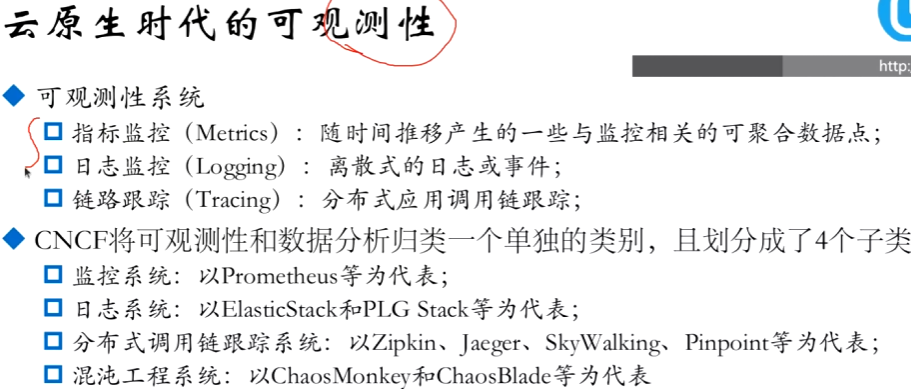 云原生时代的可观测性
http:
可观测性系统
指标监控（Metrics）：随时间推移产生的一些与监控相关的可聚合数据点；
日志监控（Logging）：离散式的日志或事件；
链路跟踪（Tracing）：分布式应用调用链跟踪；
CNCF将可观测性和数据分析归类一个单独的类别，且划分成了4个子类
监控系统：以Prometheus等为代表；
日志系统：以ElasticStack和PLG Stack等为代表；
分布式调用链跟踪系统：以Zipkin、Jaeger、SkyWalking、Pinpoint等为代表；
混沌工程系统：以ChaosMonkey和ChaosBlade等为代表